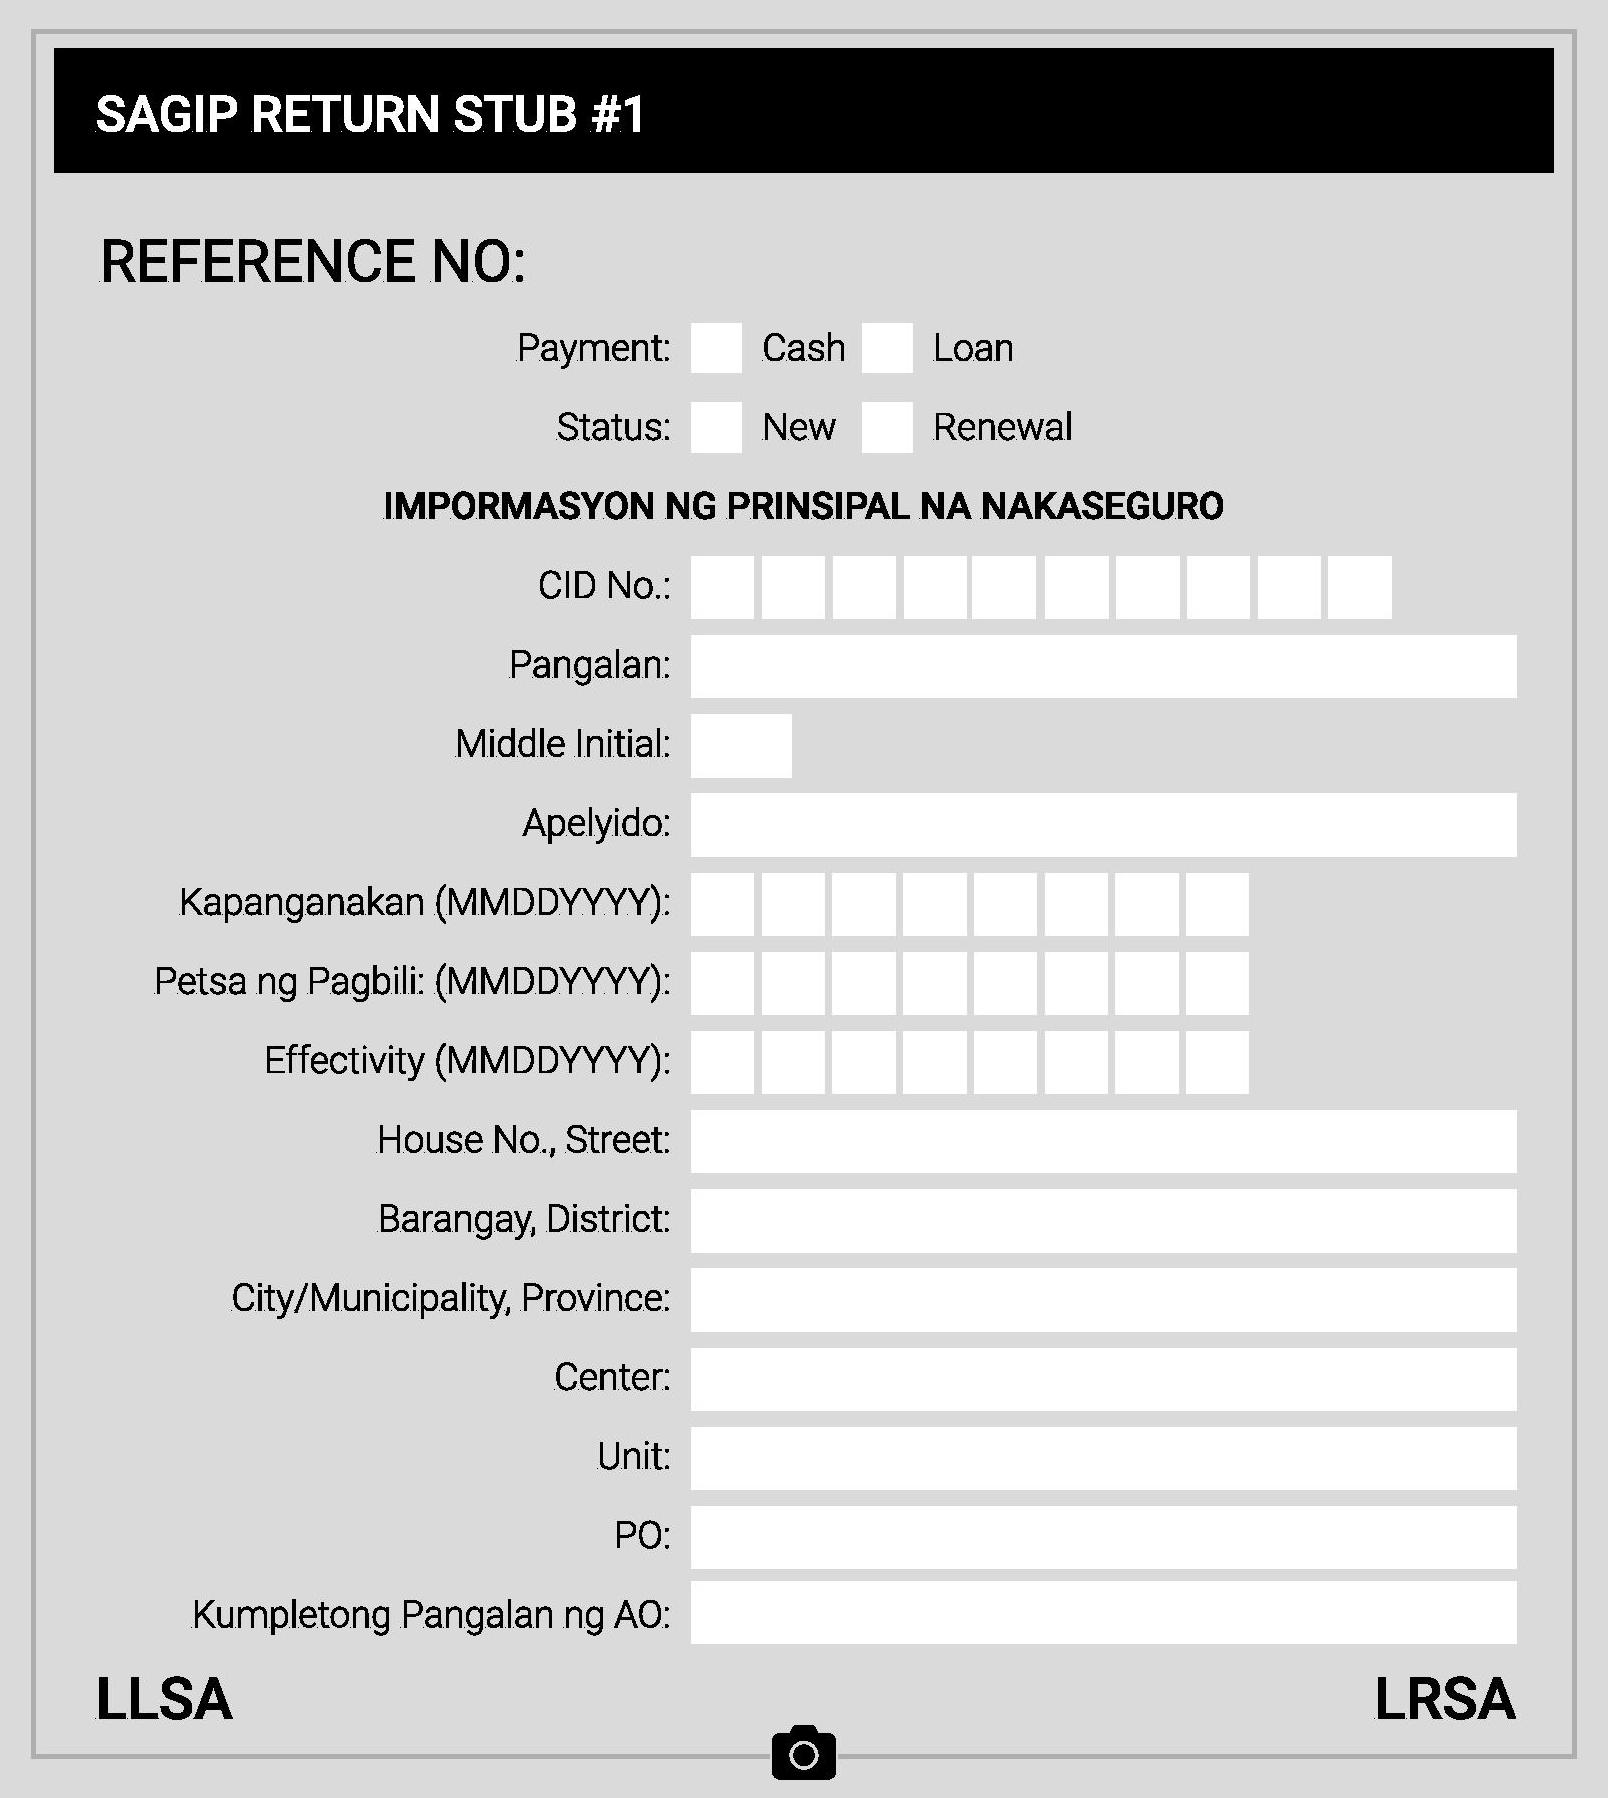 SAGIP RETURN STUB #1
REFERENCE NO:
Payment: Cash Loan
Status: New Renewal
IMPORMASYON NG PRINSIPAL NA NAKASEGURO
CID No.:
Pangalan:
Middle Initial:
Apelyido:
Kapanganakan (MMDDYYYY):
Petsa ng Pagbili: (MMDDYYYY):
Effectivity (MMDDYYYY):
House No., Street:
Barangay, District:
City/Municipality, Province:
Center:
Unit:
PO:
Kumpletong Pangalan ng AO:
LLSA LRSA